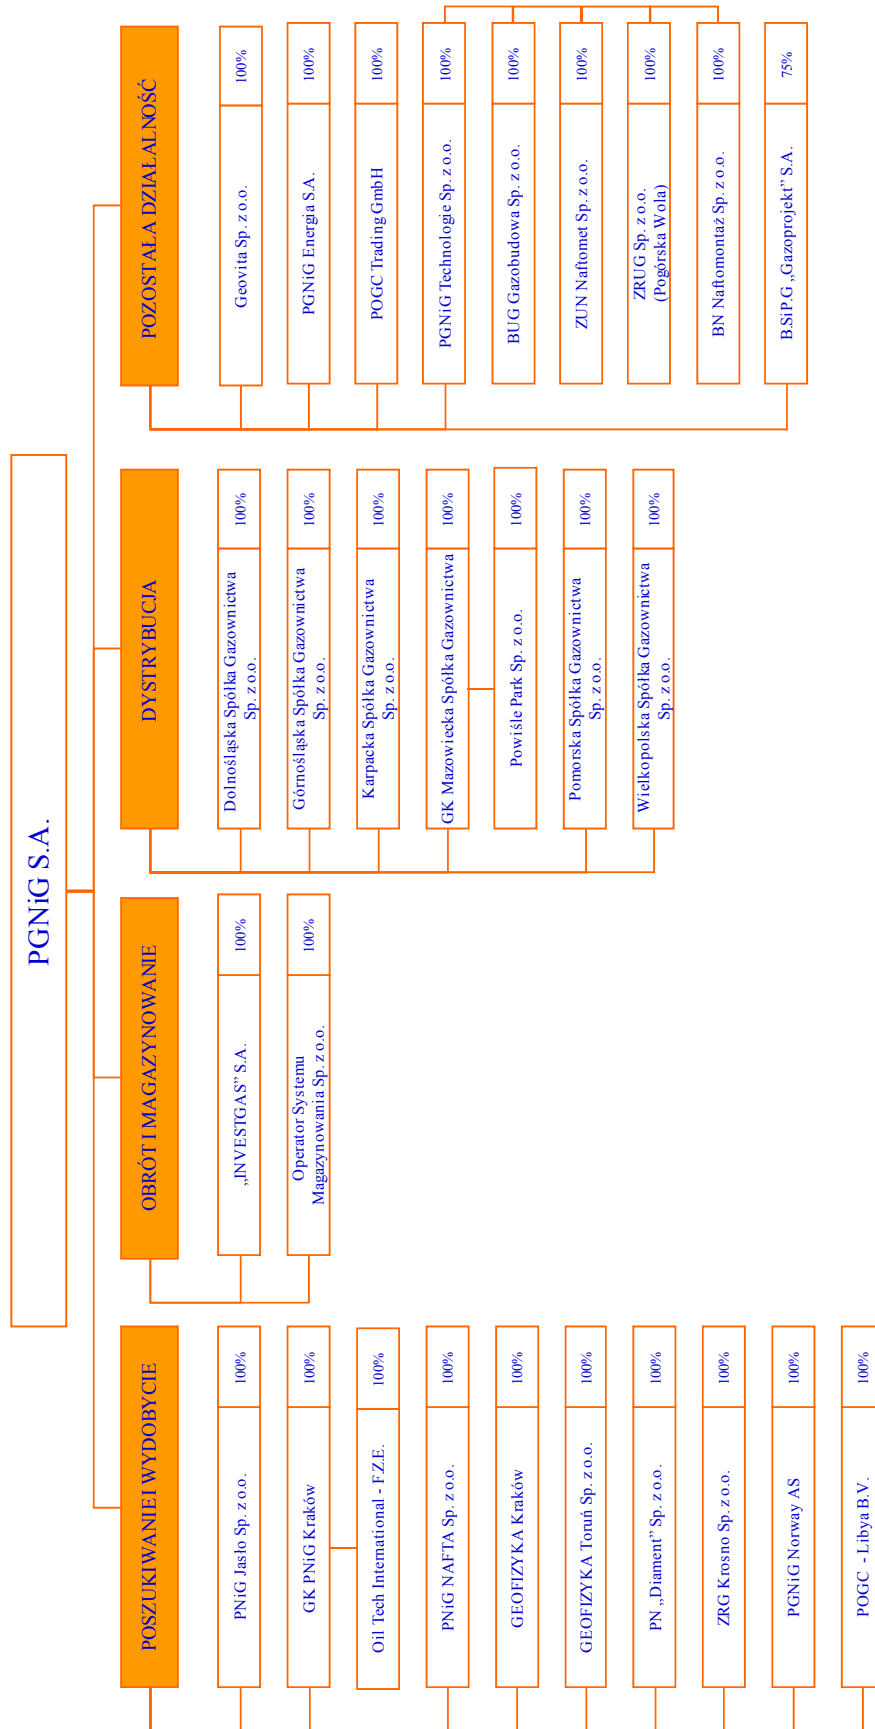 PGNiG S.A.
POSZUKIWANIE I WYDOBYCIE
PNiG Jasło Sp. z o.o.
100%
GK PNiG Kraków
100%
Oil Tech International - F.Z.E.
100%
PNiG NAFTA Sp. z o.o.
100%
GEOFIZYKA Kraków
100%
GEOFIZYKA Toruń Sp. z o.o.
100%
PN „Diament” Sp. z o.o.
100%
ZRG Krosno Sp. z o.o.
100%
PGNiG Norway AS
100%
POGC - Libya B.V.
100%
OBRÓT I MAGAZYNOWANIE
„INVESTGAS” S.A.
100%
Operator Systemu
Magazynowania Sp. z o.o.
100%
DYSTRYBUCJA
Dolnośląska Spółka Gazownictwa
Sp. z o.o.
100%
Górnośląska Spółka Gazownictwa
Sp. z o.o.
100%
Karpacka Spółka Gazownictwa
Sp. z o.o.
100%
GK Mazowiecka Spółka Gazownictwa
100%
Powiśle Park Sp. z o.o.
100%
Pomorska Spółka Gazownictwa
Sp. z o.o.
100%
Wielkopolska Spółka Gazownictwa
Sp. z o.o.
100%
POZOSTAŁA DZIAŁALNOŚĆ
Geovita Sp. z o.o.
100%
PGNiG Energia S.A.
100%
POGC Trading GmbH
100%
PGNiG Technologie Sp. z o.o.
100%
BUG Gazobudowa Sp. z o.o.
100%
ZUN Naftomet Sp. z o.o.
100%
ZRUG Sp. z o.o.
(Pogórska Wola)
100%
BN Naftomontaż Sp. z o.o.
100%
B.SiP.G „Gazoprojekt” S.A.
75%